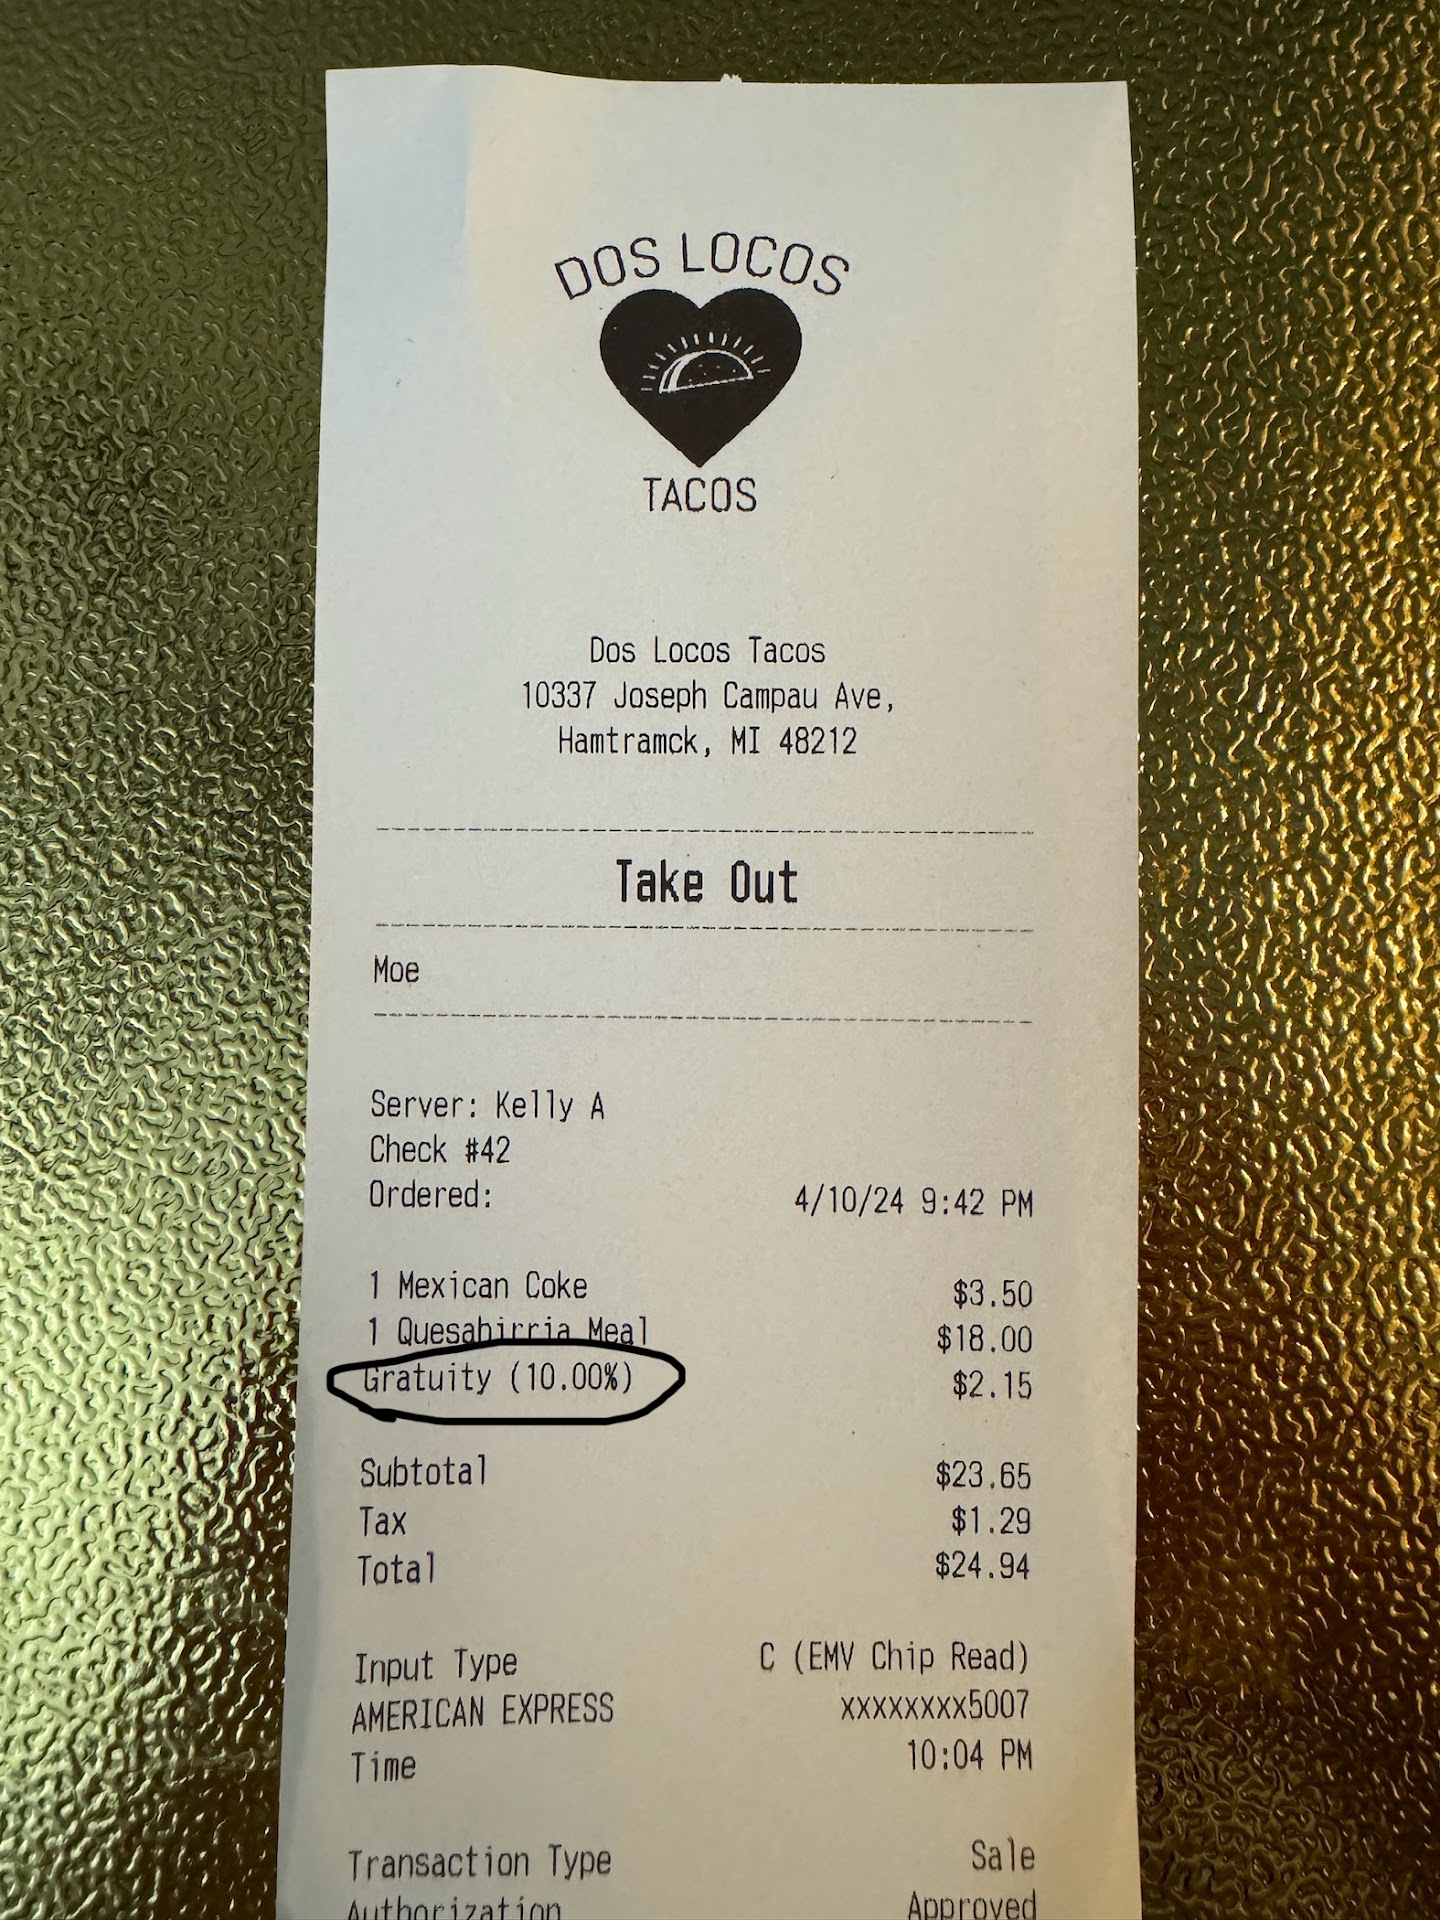 DOS LOCOS
TACOS
Dos Locos Tacos
10337 Joseph Campau Ave,
Hamtramck, MI 48212
Take Out
Moe
Server: Kelly A
Check #42
Ordered: 4/10/24 9:42 PM
1 Mexican Coke $3.50
1 Quesabirria Meal $18.00
Gratuity (10.00%) $2.15
Subtotal $23.65
Tax $1.29
Total $24.94
Input Type C (EMV Chip Read)
AMERICAN EXPRESS xxxxxxxx5007
Time 10:04 PM
Transaction Type Sale
Authorization Approved